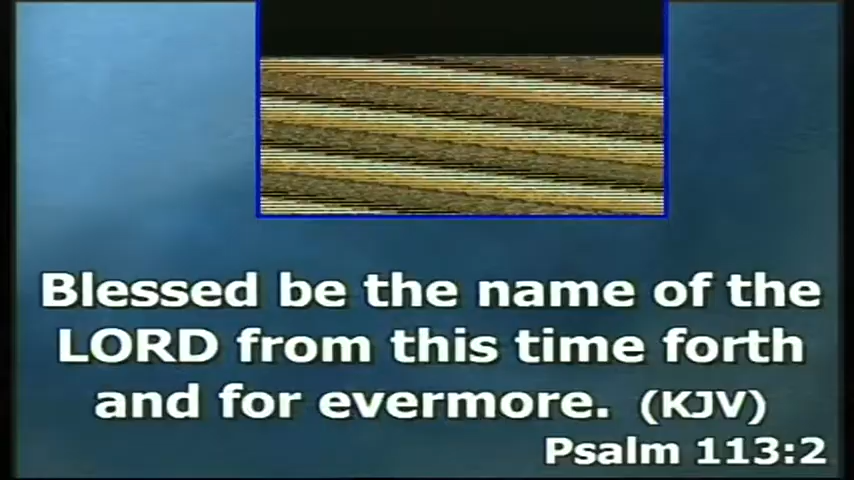 Blessed be the name of the
LORD from this time forth
and for evermore. (KJV)
Psalm 113:2